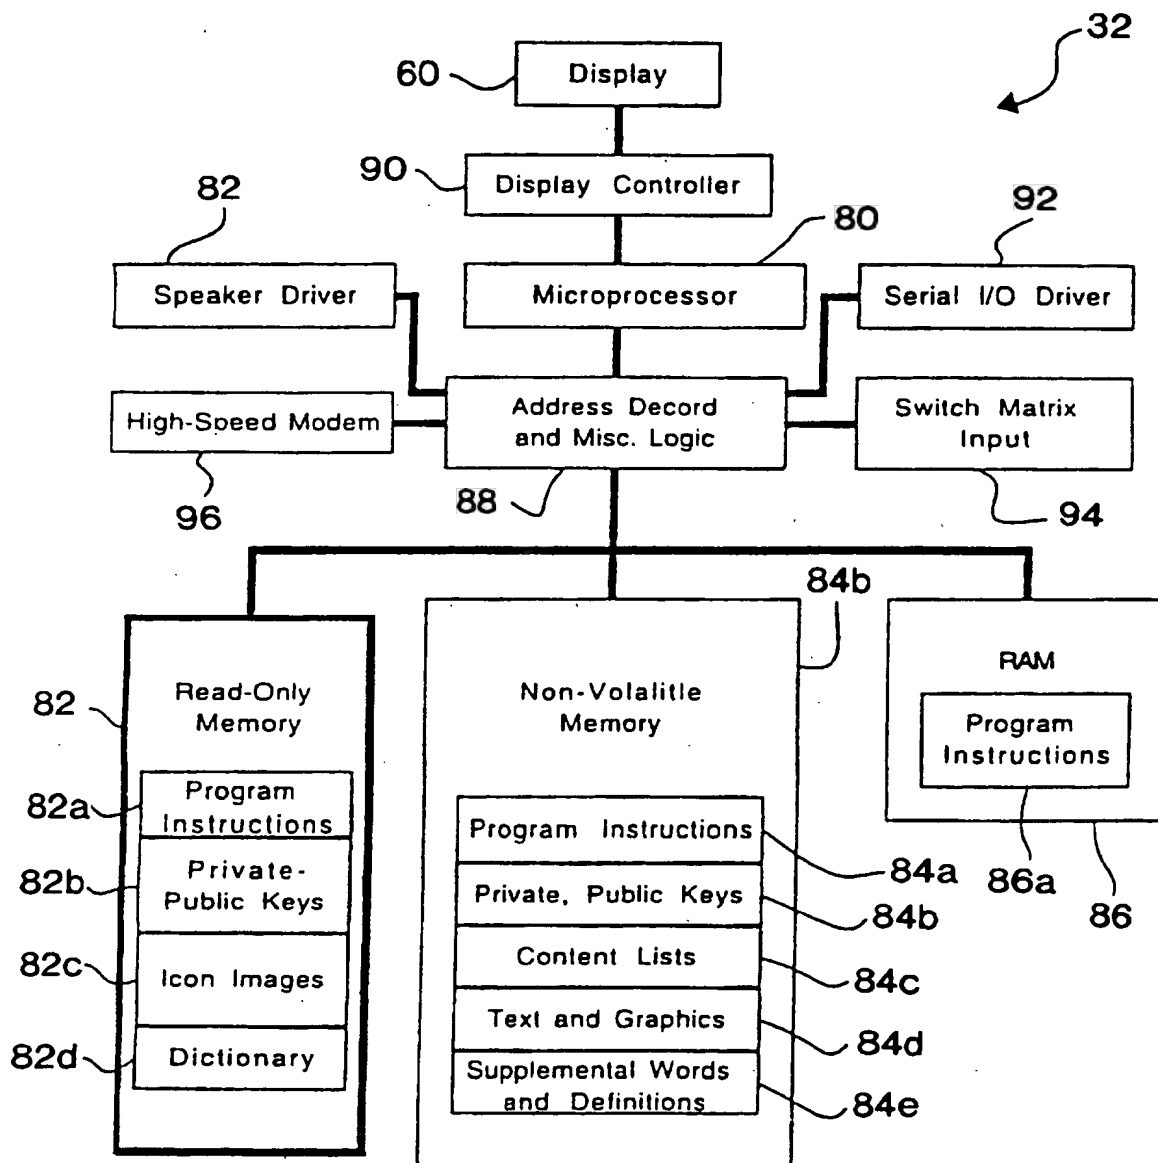 32
60
Display
90
Display Controller
82
80
92
Speaker Driver
Microprocessor
Serial I/O Driver
High-Speed Modem
Address Decord
and Misc. Logic
Switch Matrix
Input
96
88
94
84b
82
Read-Only
Memory
Non-Volalitle
Memory
RAM
Program
Instructions
82a
Program
Instructions
82b
Private-
Public Keys
82c
Icon Images
82d
Dictionary
Program Instructions
84a
Private, Public Keys
84b
Content Lists
84c
Text and Graphics
84d
Supplemental Words
and Definitions
84e
86a
86